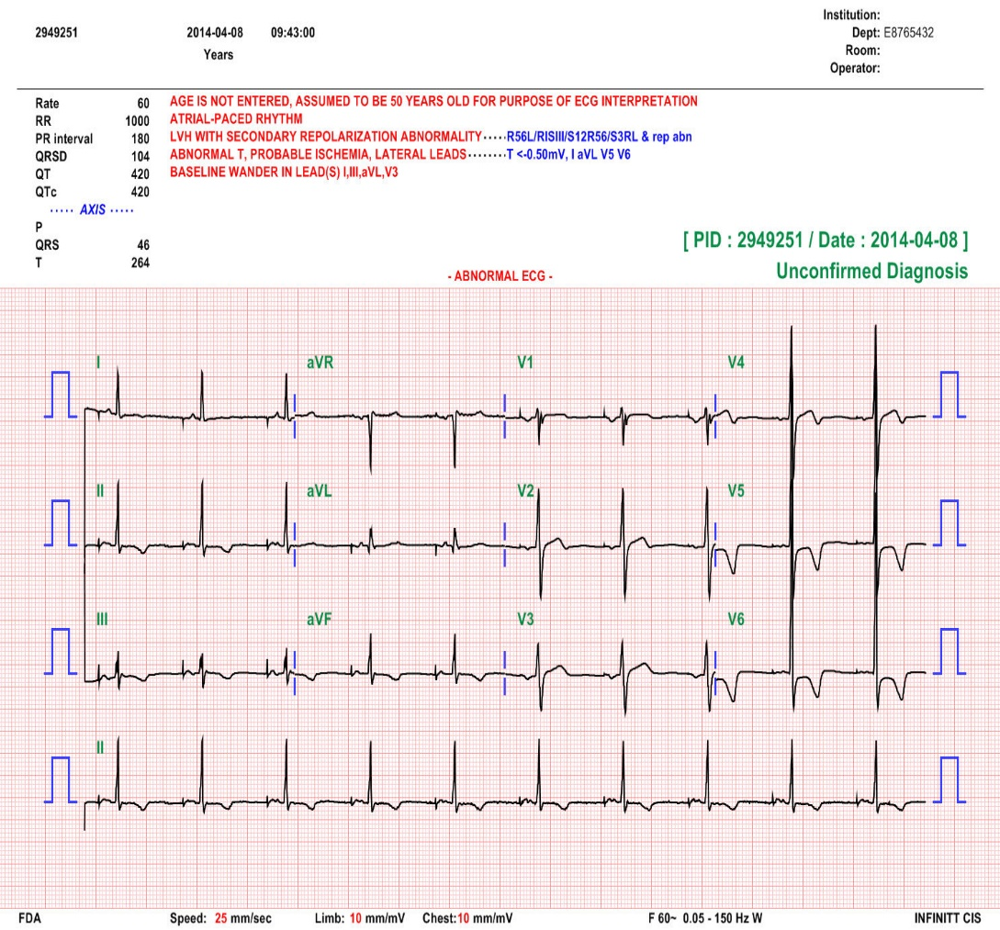 Institution:
2949251 2014-04-08 09:43:00 Dept: E8765432
Years Room:
Operator:
Rate 60 AGE IS NOT ENTERED, ASSUMED TO BE 50 YEARS OLD FOR PURPOSE OF ECG INTERPRETATION
RR 1000 ATRIAL-PACED RHYTHM
PR interval 180 LVH WITH SECONDARY REPOLARIZATION ABNORMALITY·····R56L/RISIII/S12R56/S3RL & rep abn
QRSD 104 ABNORMAL T, PROBABLE ISCHEMIA, LATERAL LEADS········T <-0.50mV, I aVL V5 V6
QT 420 BASELINE WANDER IN LEAD(S) I,III,aVL,V3
QTc 420
····· AXIS ·····
P
QRS 46
T 264
[ PID : 2949251 / Date : 2014-04-08 ]
- ABNORMAL ECG - Unconfirmed Diagnosis
I aVR V1 V4
II aVL V2 V5
III aVF V3 V6
II
FDA Speed: 25 mm/sec Limb: 10 mm/mV Chest:10 mm/mV F 60~ 0.05 - 150 Hz W INFINITT CIS